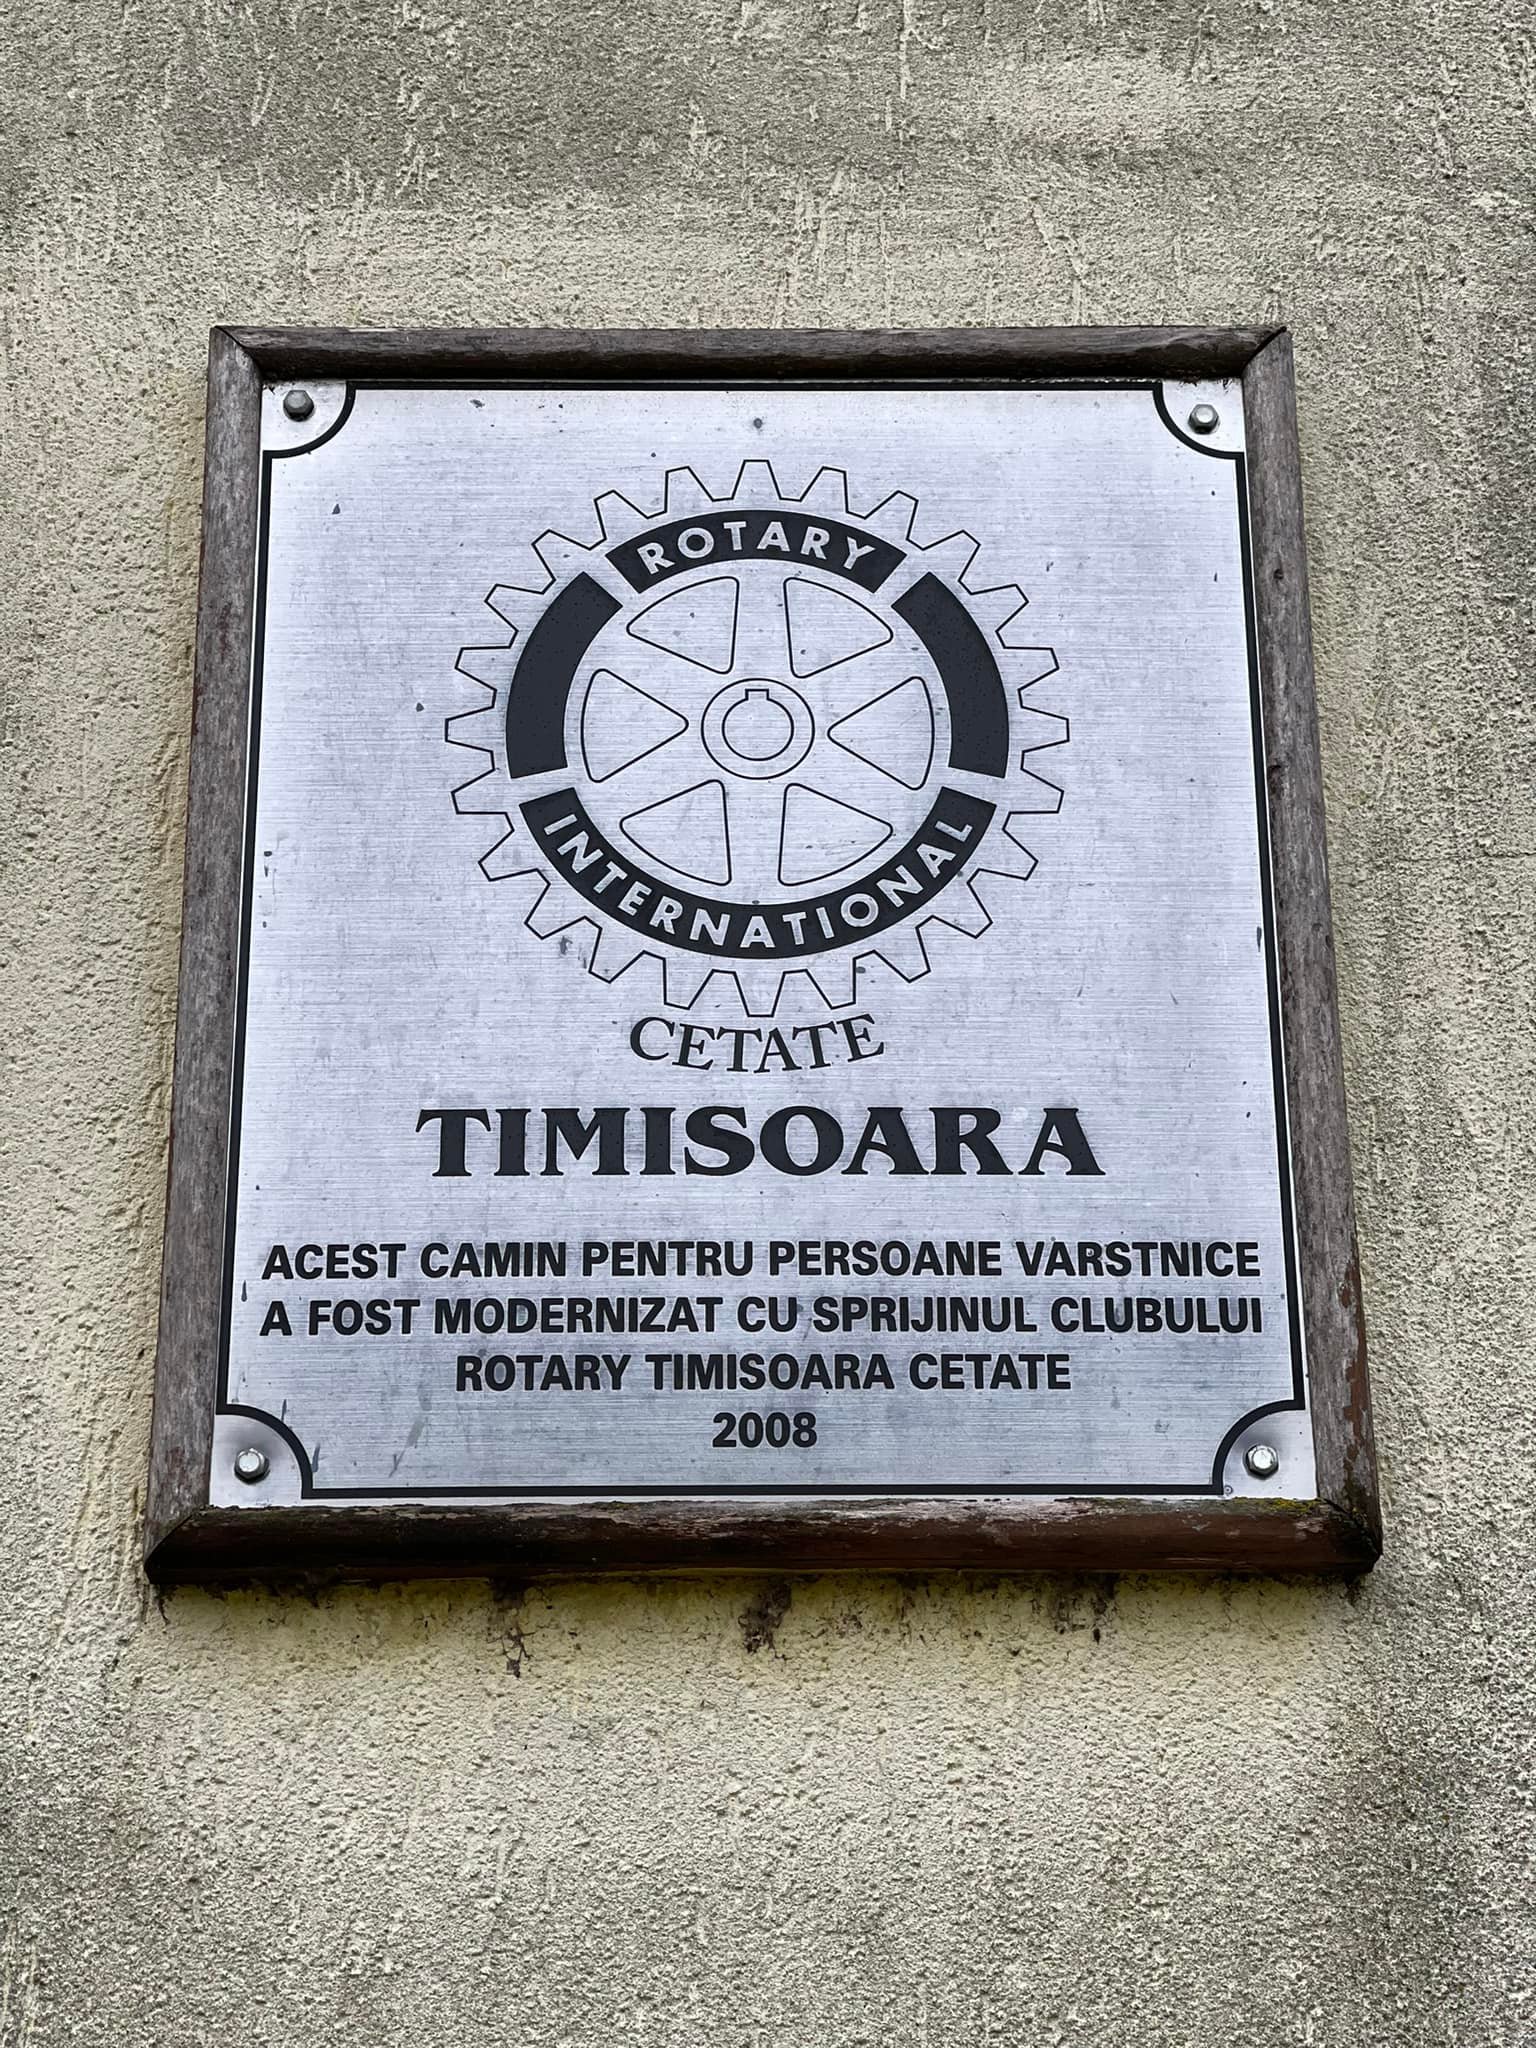 ROTARY
INTERNATIONAL
CETATE
TIMISOARA
ACEST CAMIN PENTRU PERSOANE VARSTNICE
A FOST MODERNIZAT CU SPRIJINUL CLUBULUI
ROTARY TIMISOARA CETATE
2008